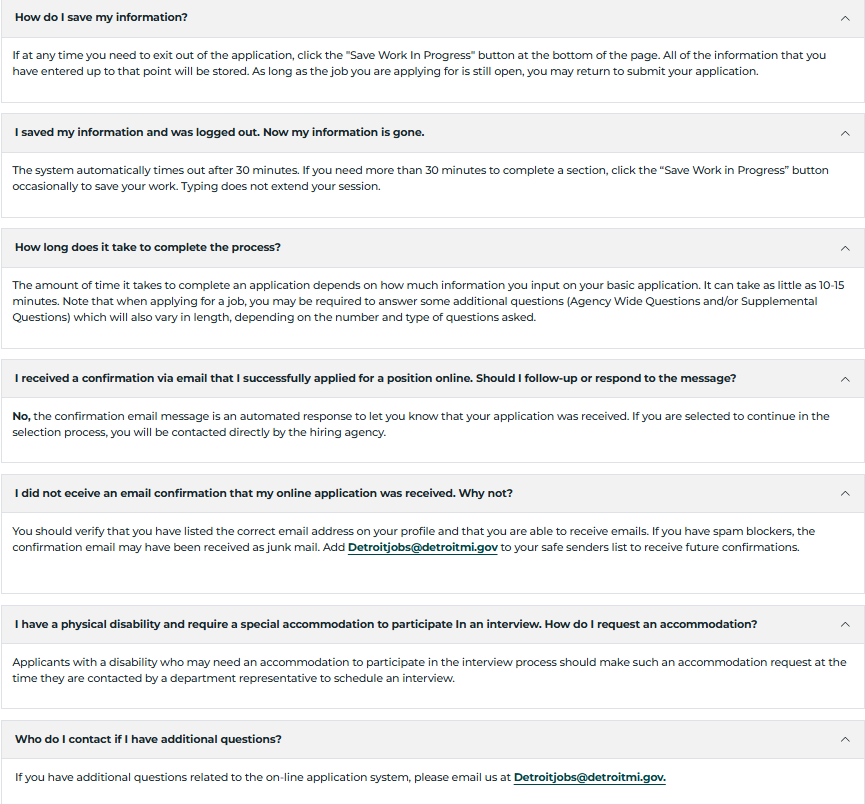 How do I save my information?
If at any time you need to exit out of the application, click the "Save Work In Progress" button at the bottom of the page. All of the information that you
have entered up to that point will be stored. As long as the job you are applying for is still open, you may return to submit your application.
I saved my information and was logged out. Now my information is gone.
The system automatically times out after 30 minutes. If you need more than 30 minutes to complete a section, click the “Save Work in Progress” button
occasionally to save your work. Typing does not extend your session.
How long does it take to complete the process?
The amount of time it takes to complete an application depends on how much information you input on your basic application. It can take as little as 10-15
minutes. Note that when applying for a job, you may be required to answer some additional questions (Agency Wide Questions and/or Supplemental
Questions) which will also vary in length, depending on the number and type of questions asked.
I received a confirmation via email that I successfully applied for a position online. Should I follow-up or respond to the message?
No, the confirmation email message is an automated response to let you know that your application was received. If you are selected to continue in the
selection process, you will be contacted directly by the hiring agency.
I did not eceive an email confirmation that my online application was received. Why not?
You should verify that you have listed the correct email address on your profile and that you are able to receive emails. If you have spam blockers, the
confirmation email may have been received as junk mail. Add Detroitjobs@detroitmi.gov to your safe senders list to receive future confirmations.
I have a physical disability and require a special accommodation to participate In an interview. How do I request an accommodation?
Applicants with a disability who may need an accommodation to participate in the interview process should make such an accommodation request at the
time they are contacted by a department representative to schedule an interview.
Who do I contact if I have additional questions?
If you have additional questions related to the on-line application system, please email us at Detroitjobs@detroitmi.gov.